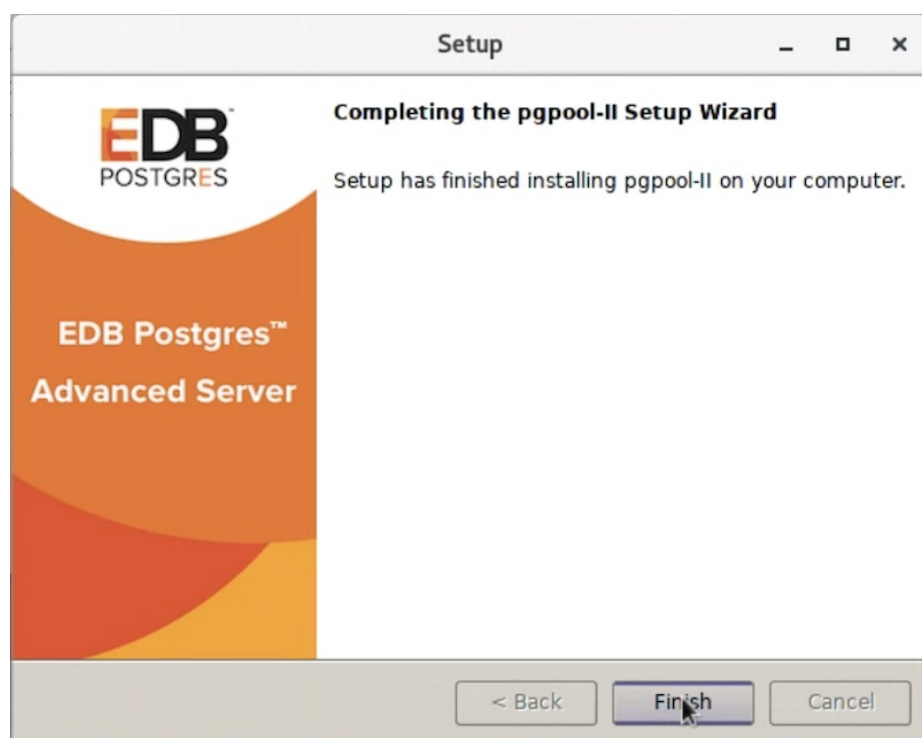 Setup
EDB
POSTGRES
EDB Postgres™
Advanced Server
Completing the pgpool-II Setup Wizard
Setup has finished installing pgpool-II on your computer.
< Back
Finish
Cancel